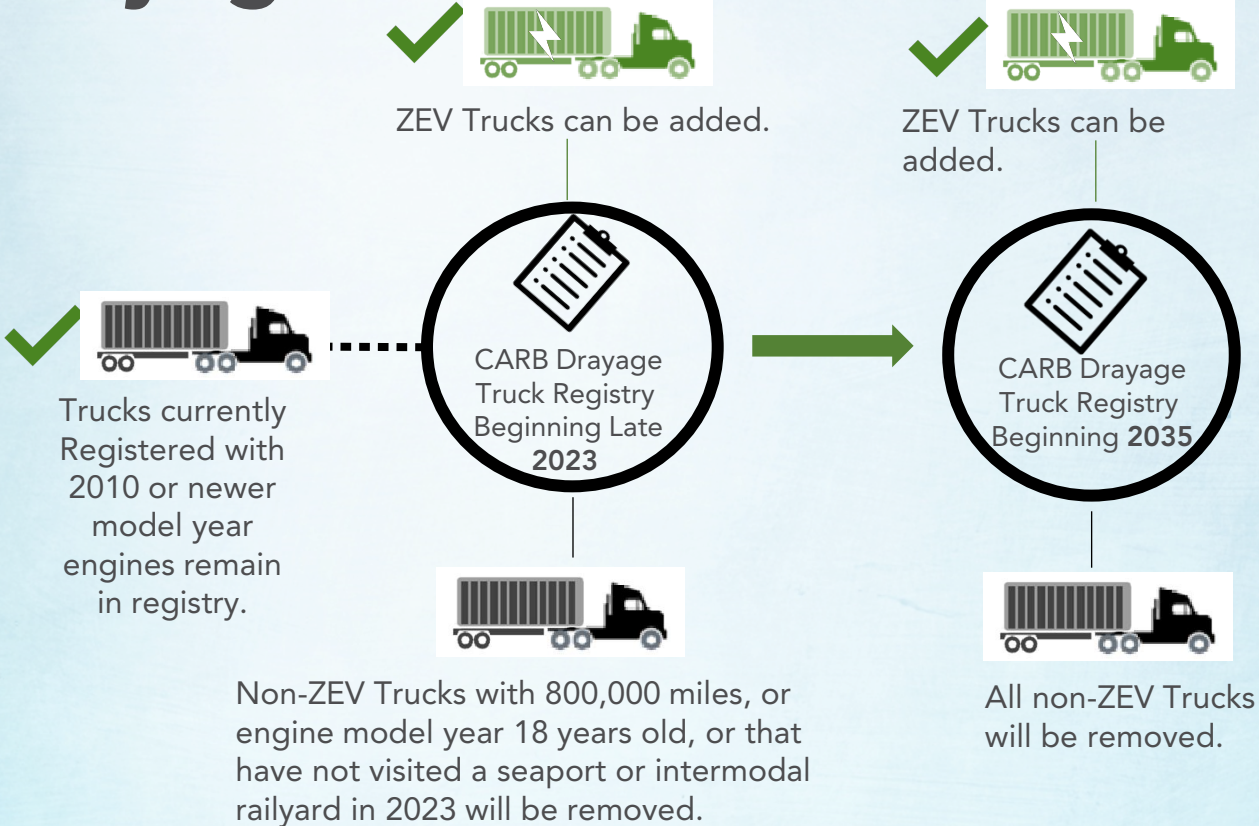 ZEV Trucks can be added.
ZEV Trucks can be
added.
CARB Drayage
Truck Registry
Beginning Late
2023
CARB Drayage
Truck Registry
Beginning 2035
Trucks currently
Registered with
2010 or newer
model year
engines remain
in registry.
Non-ZEV Trucks with 800,000 miles, or
engine model year 18 years old, or that
have not visited a seaport or intermodal
railyard in 2023 will be removed.
All non-ZEV Trucks
will be removed.